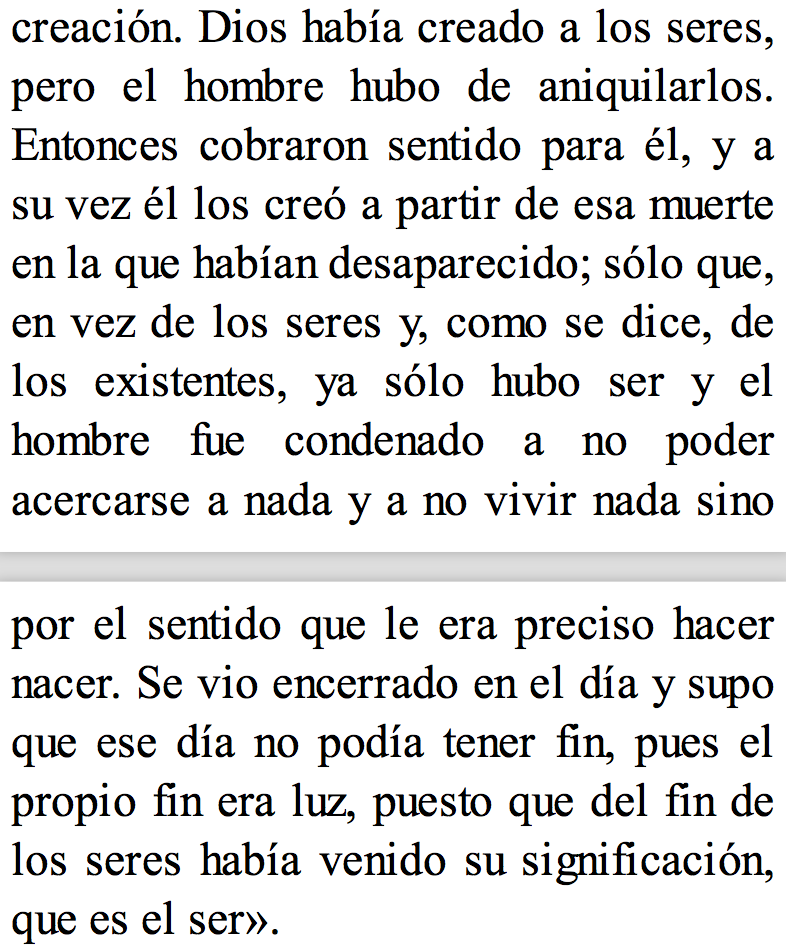 creación. Dios había creado a los seres,
pero el hombre hubo de aniquilarlos.
Entonces cobraron sentido para él, y a
su vez él los creó a partir de esa muerte
en la que habían desaparecido; sólo que,
en vez de los seres y, como se dice, de
los existentes, ya sólo hubo ser y el
hombre fue condenado a no poder
acercarse a nada y a no vivir nada sino
por el sentido que le era preciso hacer
nacer. Se vio encerrado en el día y supo
que ese día no podía tener fin, pues el
propio fin era luz, puesto que del fin de
los seres había venido su significación,
que es el ser».